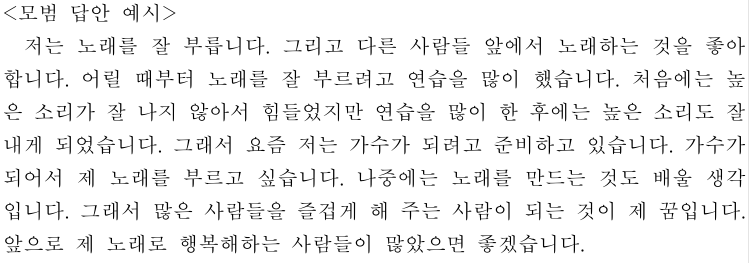 <모범 답안 예시>
저는 노래를 잘 부릅니다. 그리고 다른 사람들 앞에서 노래하는 것을 좋아
합니다. 어릴 때부터 노래를 잘 부르려고 연습을 많이 했습니다. 처음에는 높
은 소리가 잘 나지 않아서 힘들었지만 연습을 많이 한 후에는 높은 소리도 잘
내게 되었습니다. 그래서 요즘 저는 가수가 되려고 준비하고 있습니다. 가수가
되어서 제 노래를 부르고 싶습니다. 나중에는 노래를 만드는 것도 배울 생각
입니다. 그래서 많은 사람들을 즐겁게 해 주는 사람이 되는 것이 제 꿈입니다.
앞으로 제 노래로 행복해하는 사람들이 많았으면 좋겠습니다.